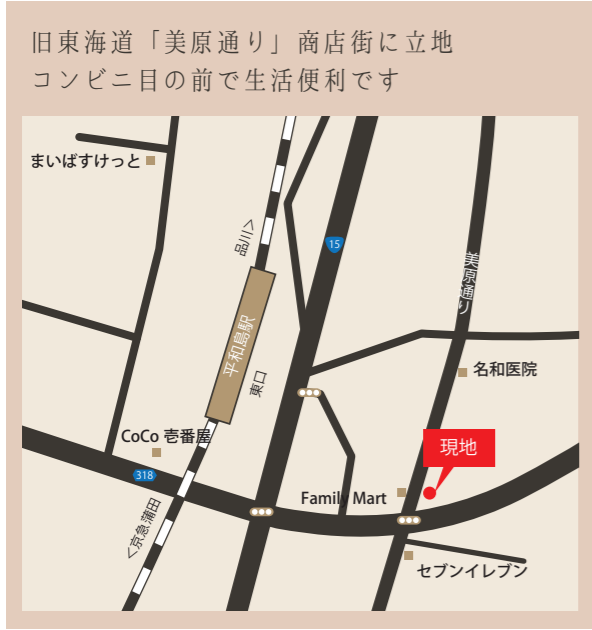 旧東海道「美原通り」商店街に立地
コンビニ目の前で生活便利です
まいばすけっと
品川＞
15
美原通り
平和島駅
東口
名和医院
CoCo 壱番屋
現地
318
Family Mart
＜京急蒲田
セブンイレブン